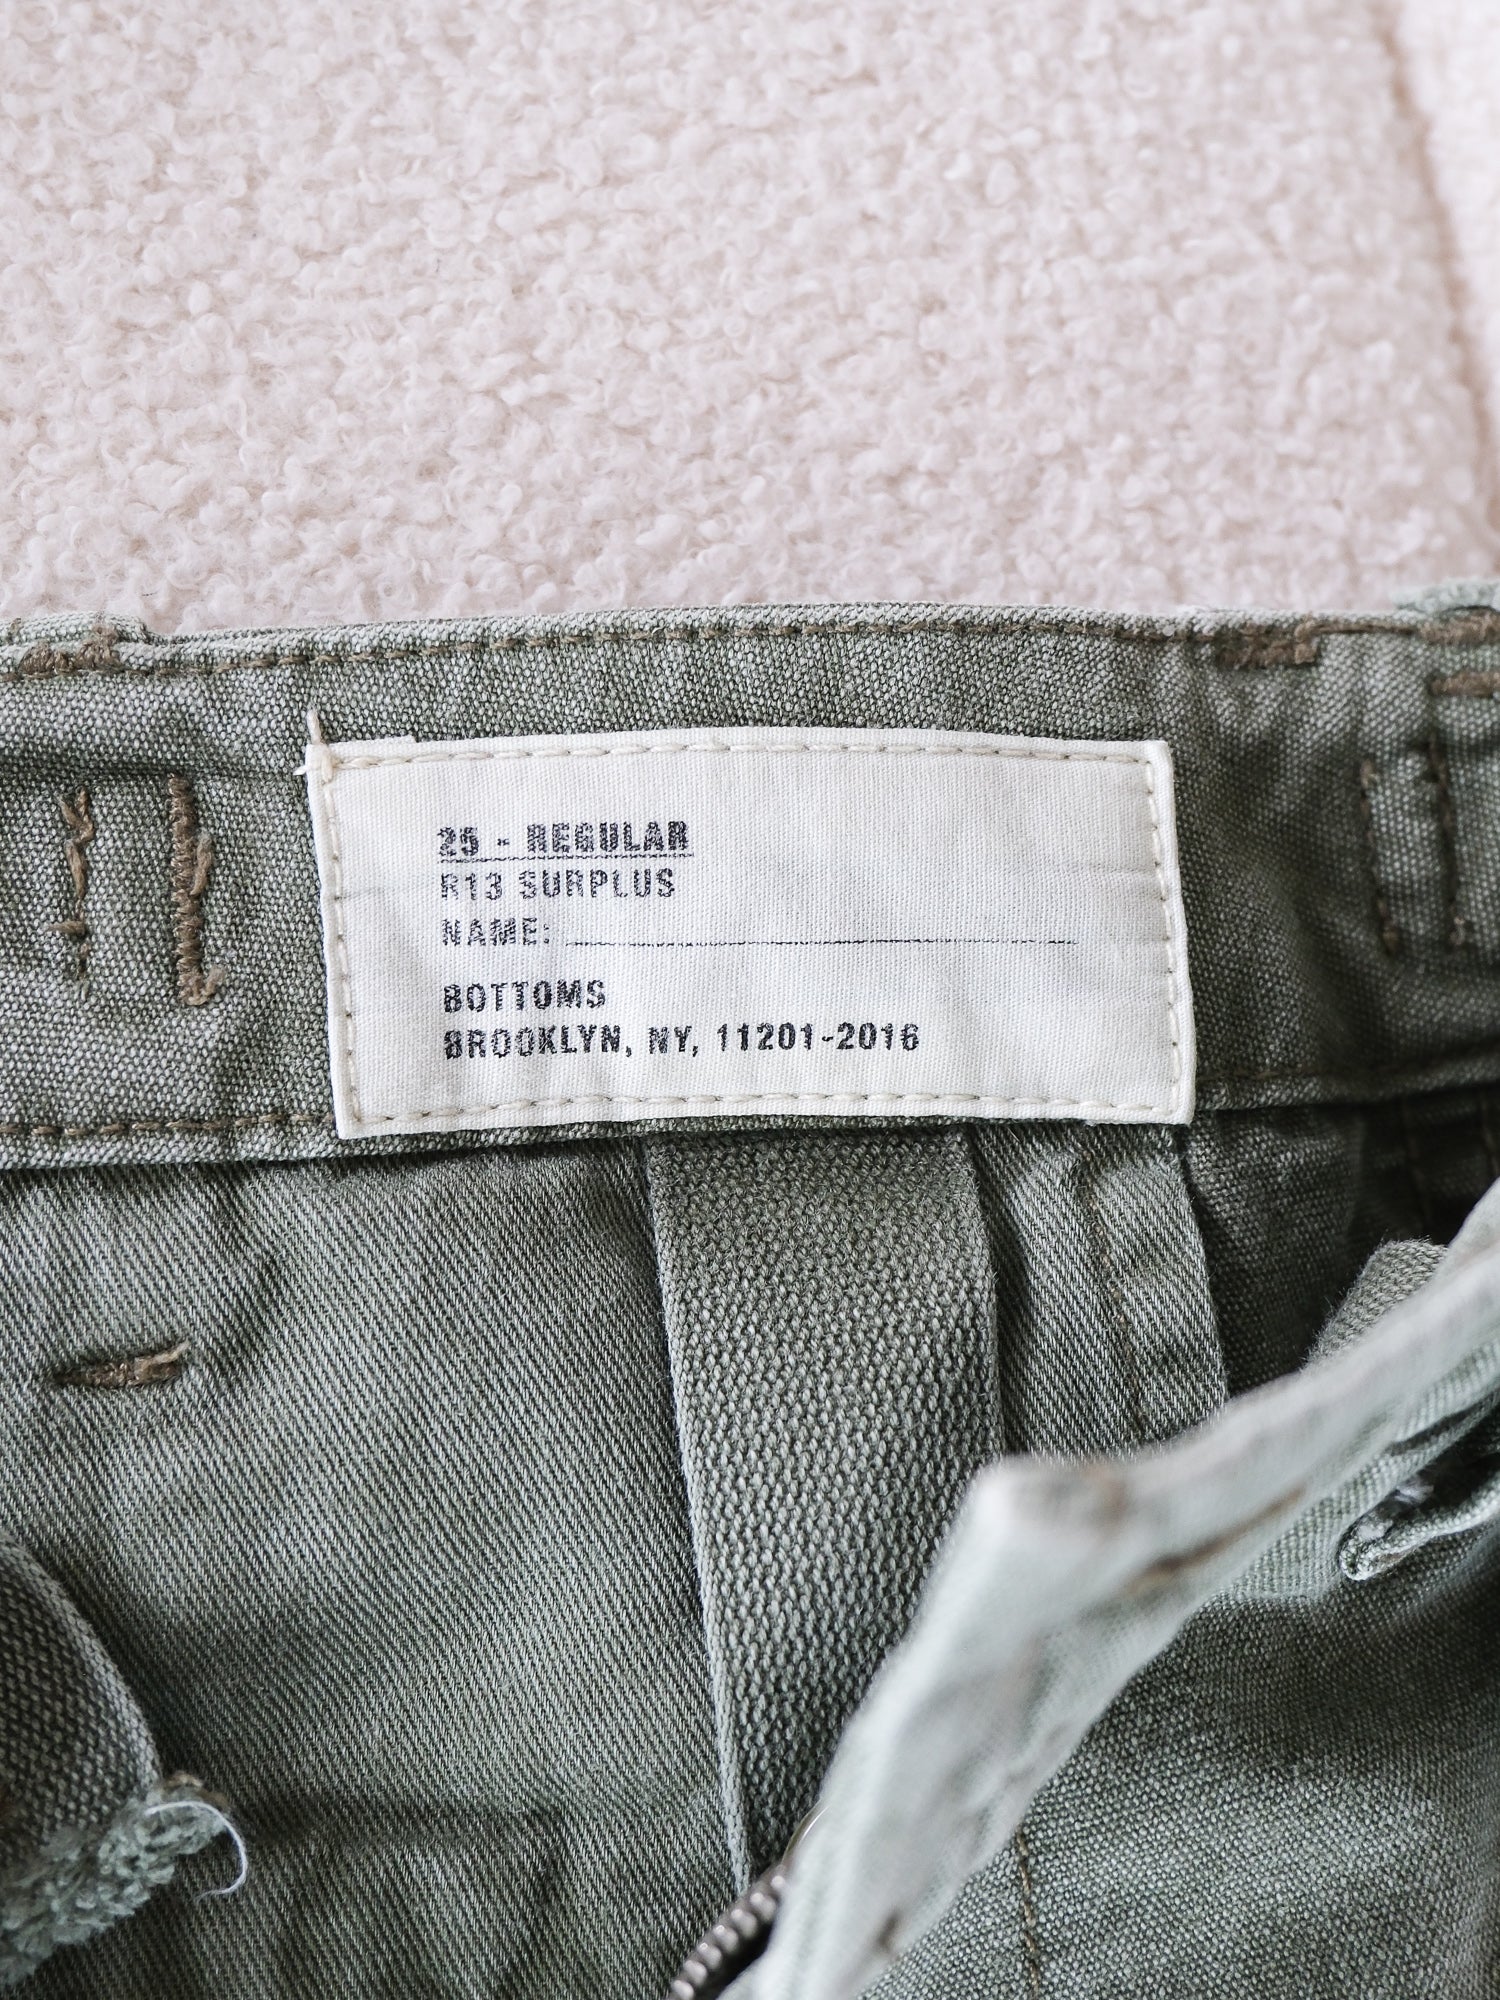 25 - REGULAR
R13 SURPLUS
NAME:
BOTTOMS
BROOKLYN, NY, 11201-2016